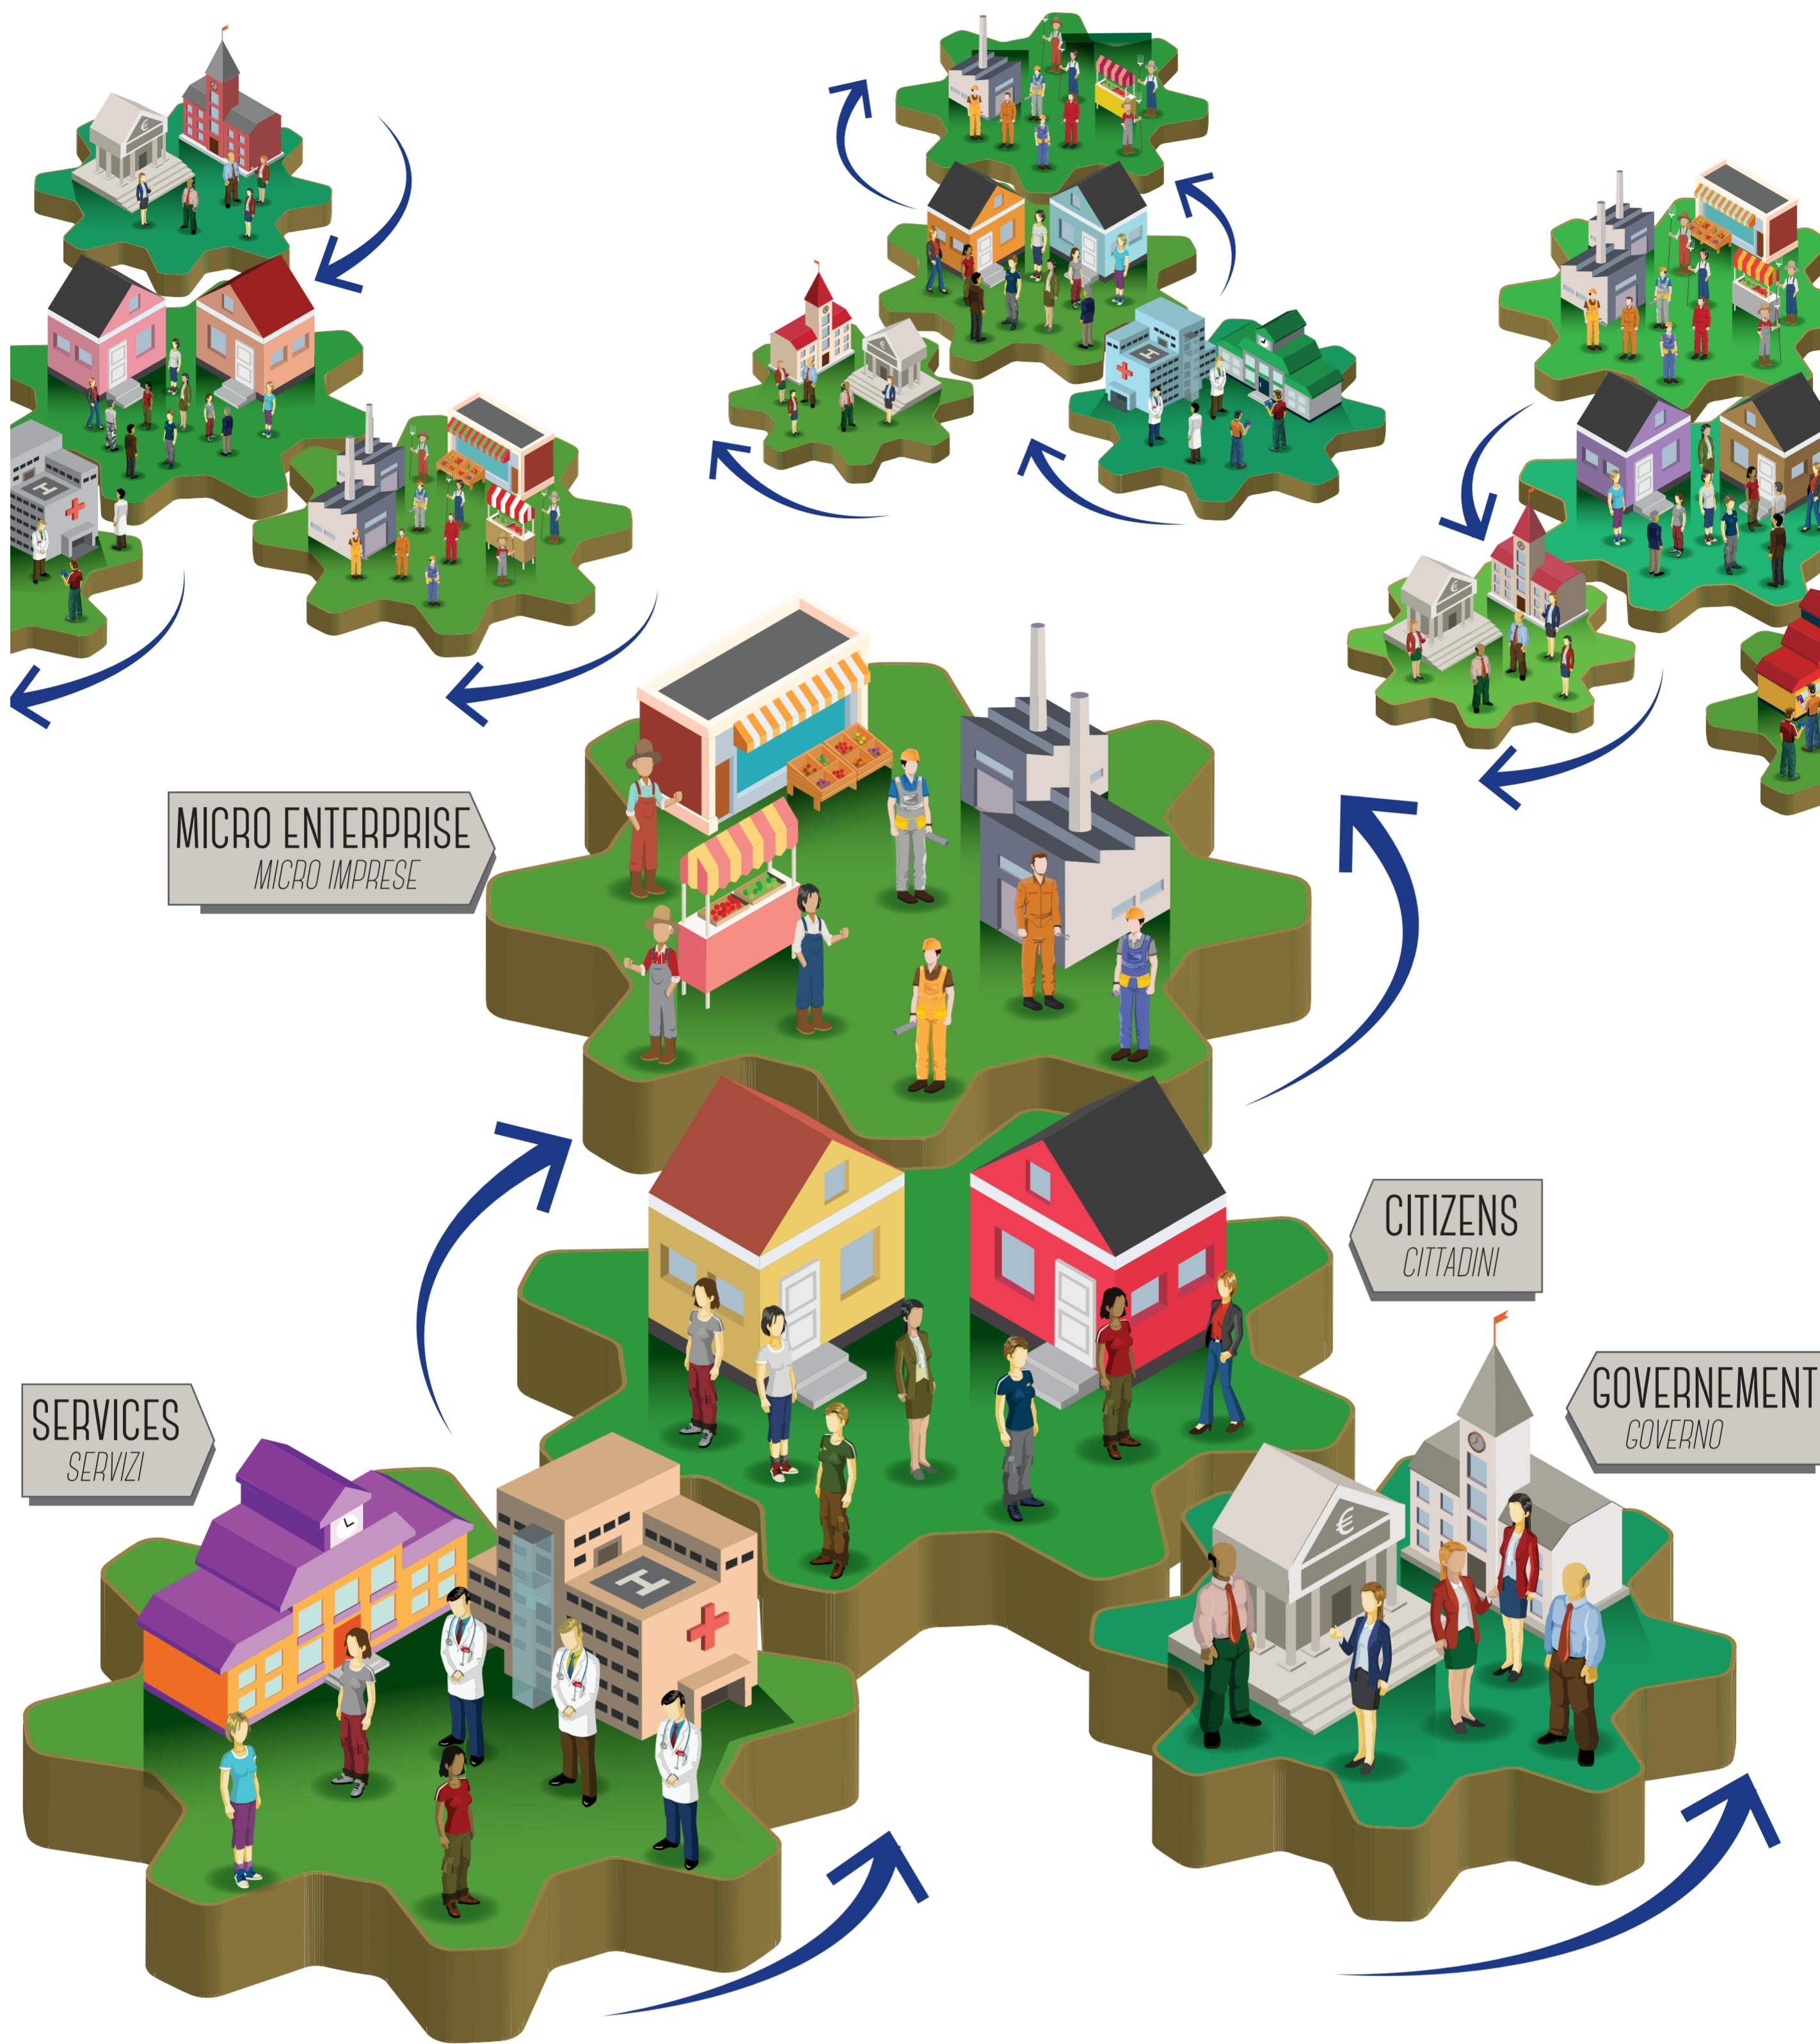 MICRO ENTERPRISE
MICRO IMPRESE
CITIZENS
CITTADINI
GOVERNEMENT
GOVERNO
SERVICES
SERVIZI
€
H
€
H
H
€
€